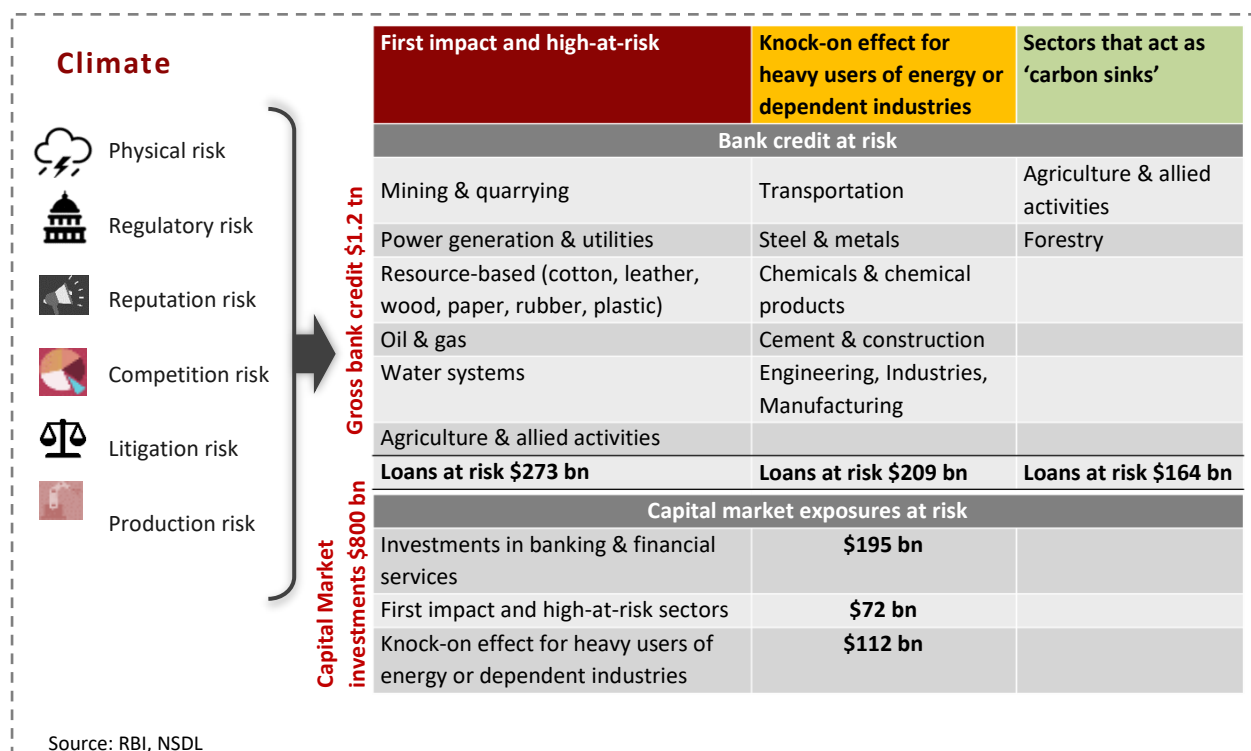 Climate
Physical risk
Regulatory risk
Reputation risk
Competition risk
Litigation risk
Production risk
Gross bank credit $1.2 tn
Capital Market
investments $800 bn
First impact and high-at-risk
Knock-on effect for
heavy users of energy or
dependent industries
Sectors that act as
‘carbon sinks’
Bank credit at risk
Mining & quarrying
Transportation
Agriculture & allied
activities
Power generation & utilities
Steel & metals
Forestry
Resource-based (cotton, leather,
wood, paper, rubber, plastic)
Chemicals & chemical
products
Oil & gas
Cement & construction
Water systems
Engineering, Industries,
Manufacturing
Agriculture & allied activities
Loans at risk $273 bn
Loans at risk $209 bn
Loans at risk $164 bn
Capital market exposures at risk
Investments in banking & financial
services
$195 bn
First impact and high-at-risk sectors
$72 bn
Knock-on effect for heavy users of
energy or dependent industries
$112 bn
Source: RBI, NSDL